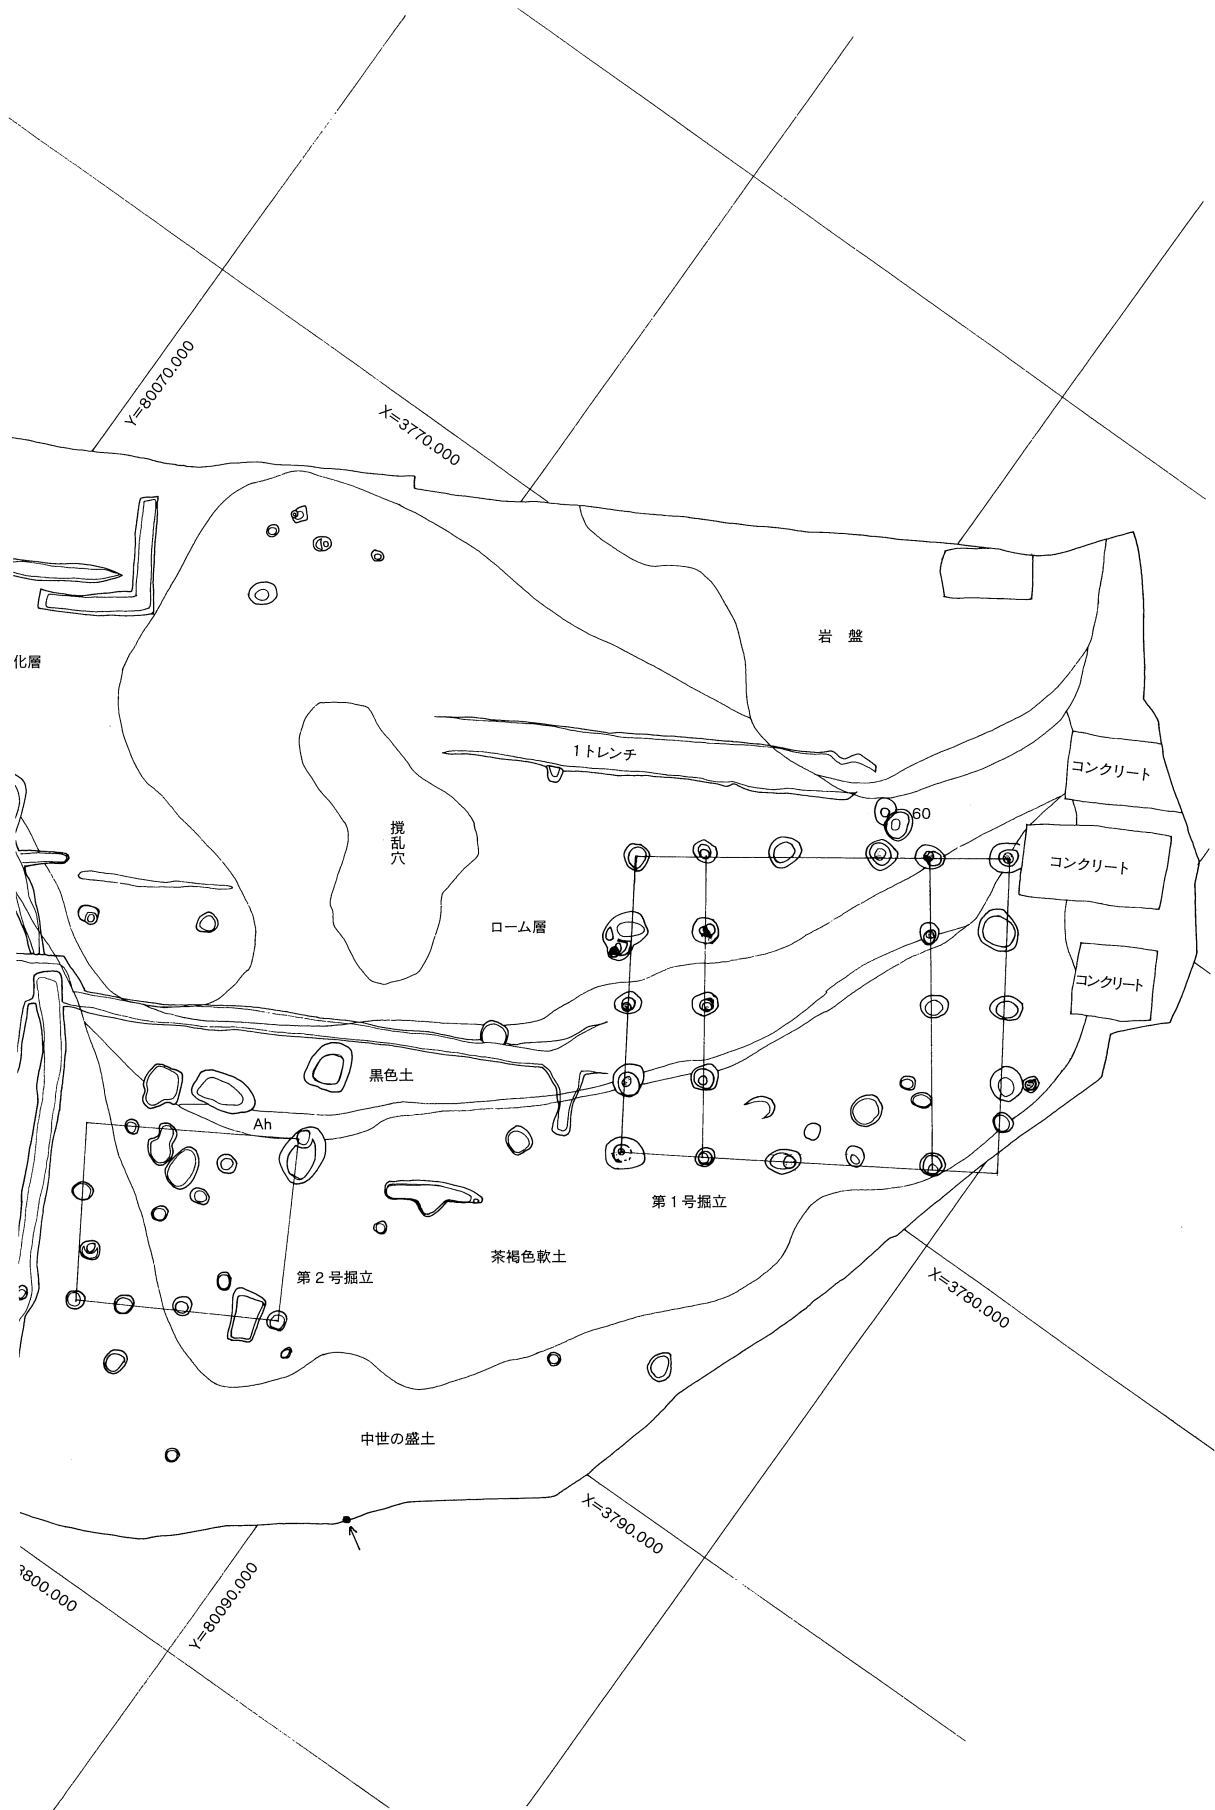 Y=80070.000
X=3770.000
岩 盤
化層
1トレンチ
コンクリート
撹乱穴
60
コンクリート
ローム層
コンクリート
黒色土
Ah
第1号掘立
茶褐色軟土
第2号掘立
X=3780.000
中世の盛土
X=3790.000
3800.000
Y=80090.000